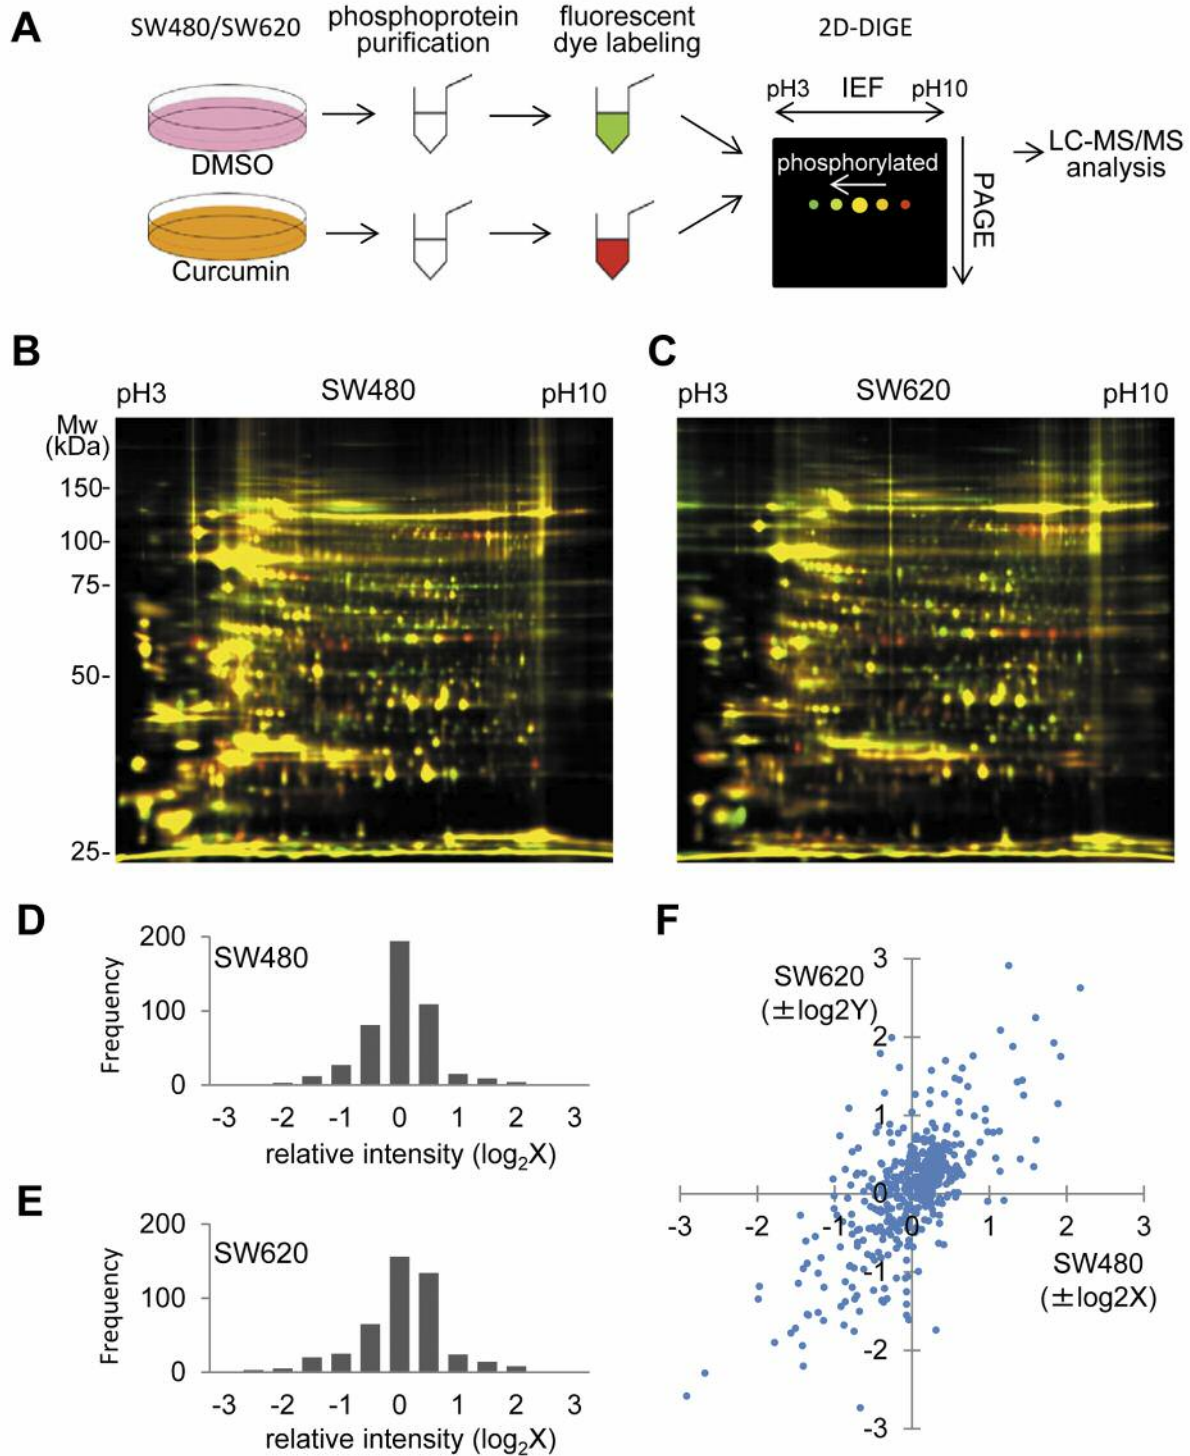 A
SW480/SW620
phosphoprotein
purification
fluorescent
dye labeling
2D-DIGE
pH3 IEF pH10
DMSO
Curcumin
phosphorylated
PAGE
LC-MS/MS
analysis
B
pH3 SW480 pH10
Mw
(kDa)
150-
100-
75-
50-
25-
C
pH3 SW620 pH10
D
SW480
Frequency
200
100
0
-3 -2 -1 0 1 2 3
relative intensity (log₂X)
E
SW620
Frequency
200
100
0
-3 -2 -1 0 1 2 3
relative intensity (log₂X)
F
SW620
(±log2Y)
3
2
1
0
-1
-2
-3
-3 -2 -1 0 1 2 3
SW480
(±log2X)